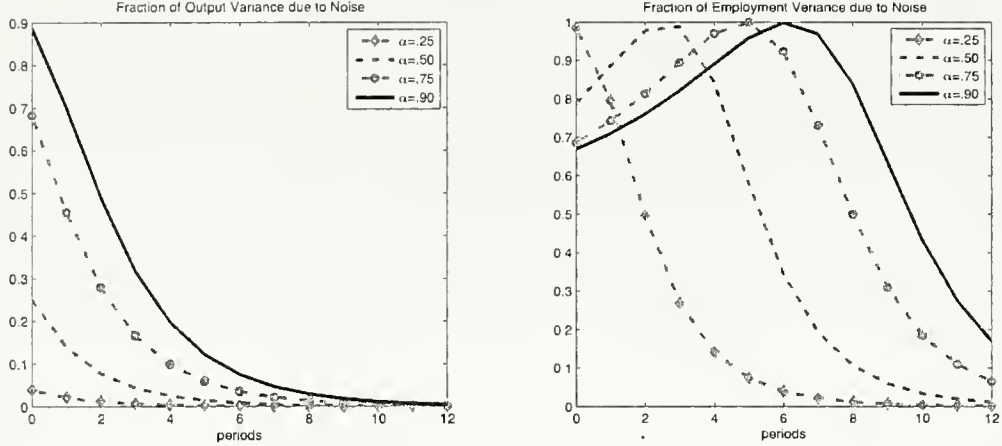 Fraction of Output Variance due to Noise
0.9
0.8
0.7
0.6
0.5
0.4
0.3
0.2
0.1
0
0 2 4 6 8 10 12
periods
α=.25
α=.50
α=.75
α=.90
Fraction of Employment Variance due to Noise
1
0.9
0.8
0.7
0.6
0.5
0.4
0.3
0.2
0.1
0
0 2 4 6 8 10 12
periods
α=.25
α=.50
α=.75
α=.90